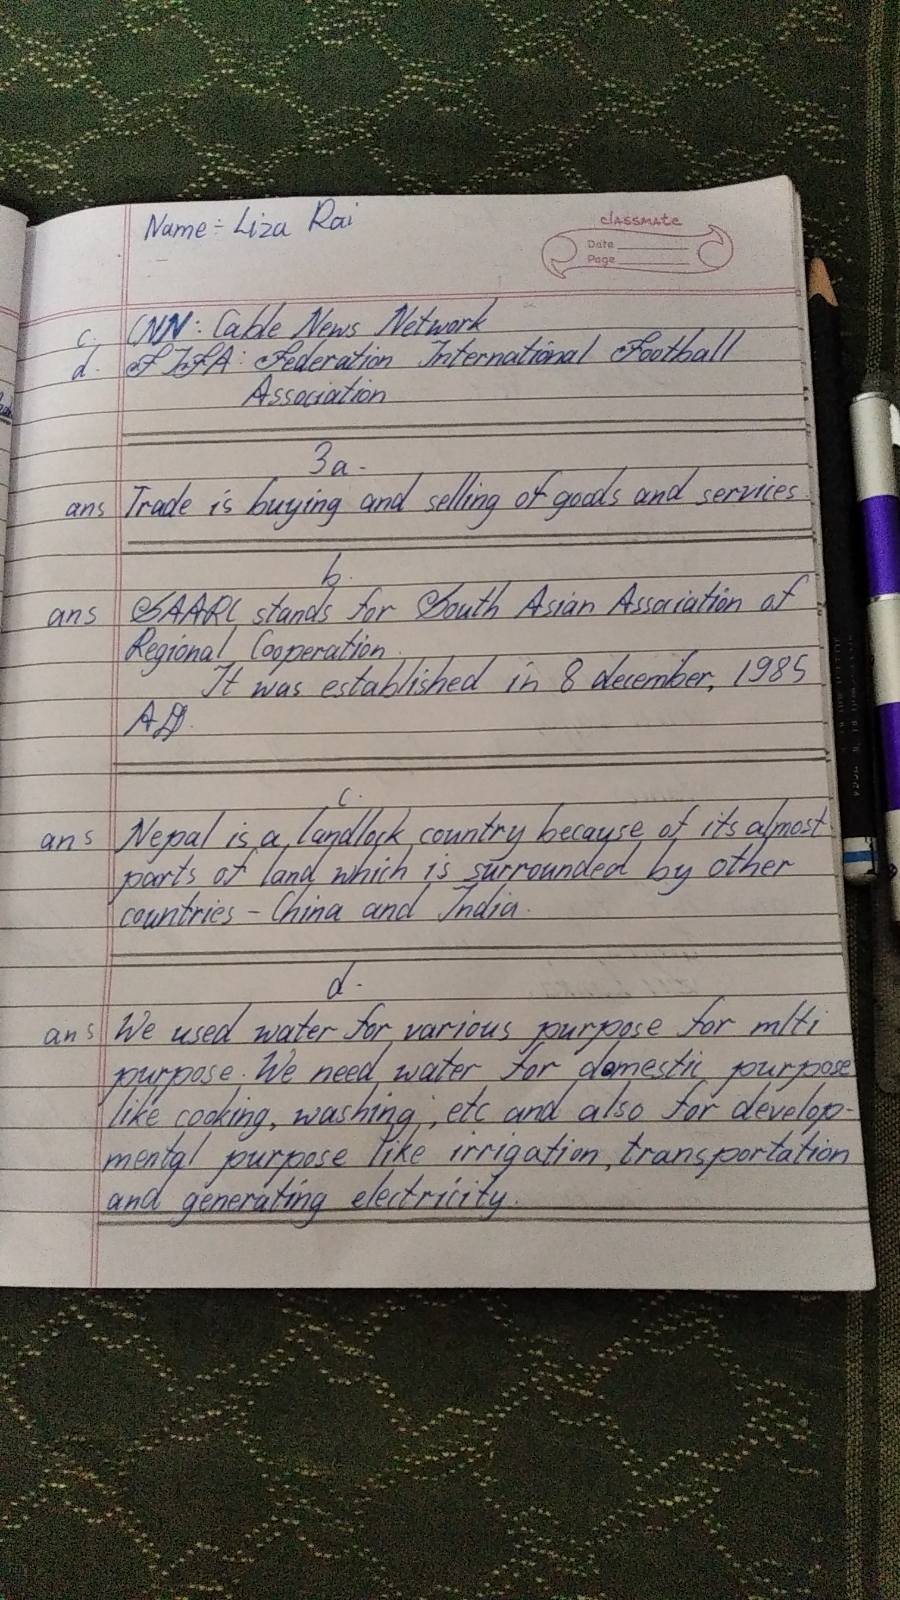 Name:- Liza Rai
classmate
Date
Page
c. CNN: Cable News Network
d. FIFA: Federation International Football
Association
3a.
ans Trade is buying and selling of goods and services.
b.
ans SAARC stands for South Asian Association of
Regional Cooperation.
It was established in 8 december, 1985
AD.
c.
ans Nepal is a landlock country because of its almost
parts of land which is surrounded by other
countries - China and India.
d.
ans We used water for various purpose for mlti
purpose. We need water for domestic purpose
like cooking, washing, etc and also for develop-
mental purpose like irrigation, transportation
and generating electricity.